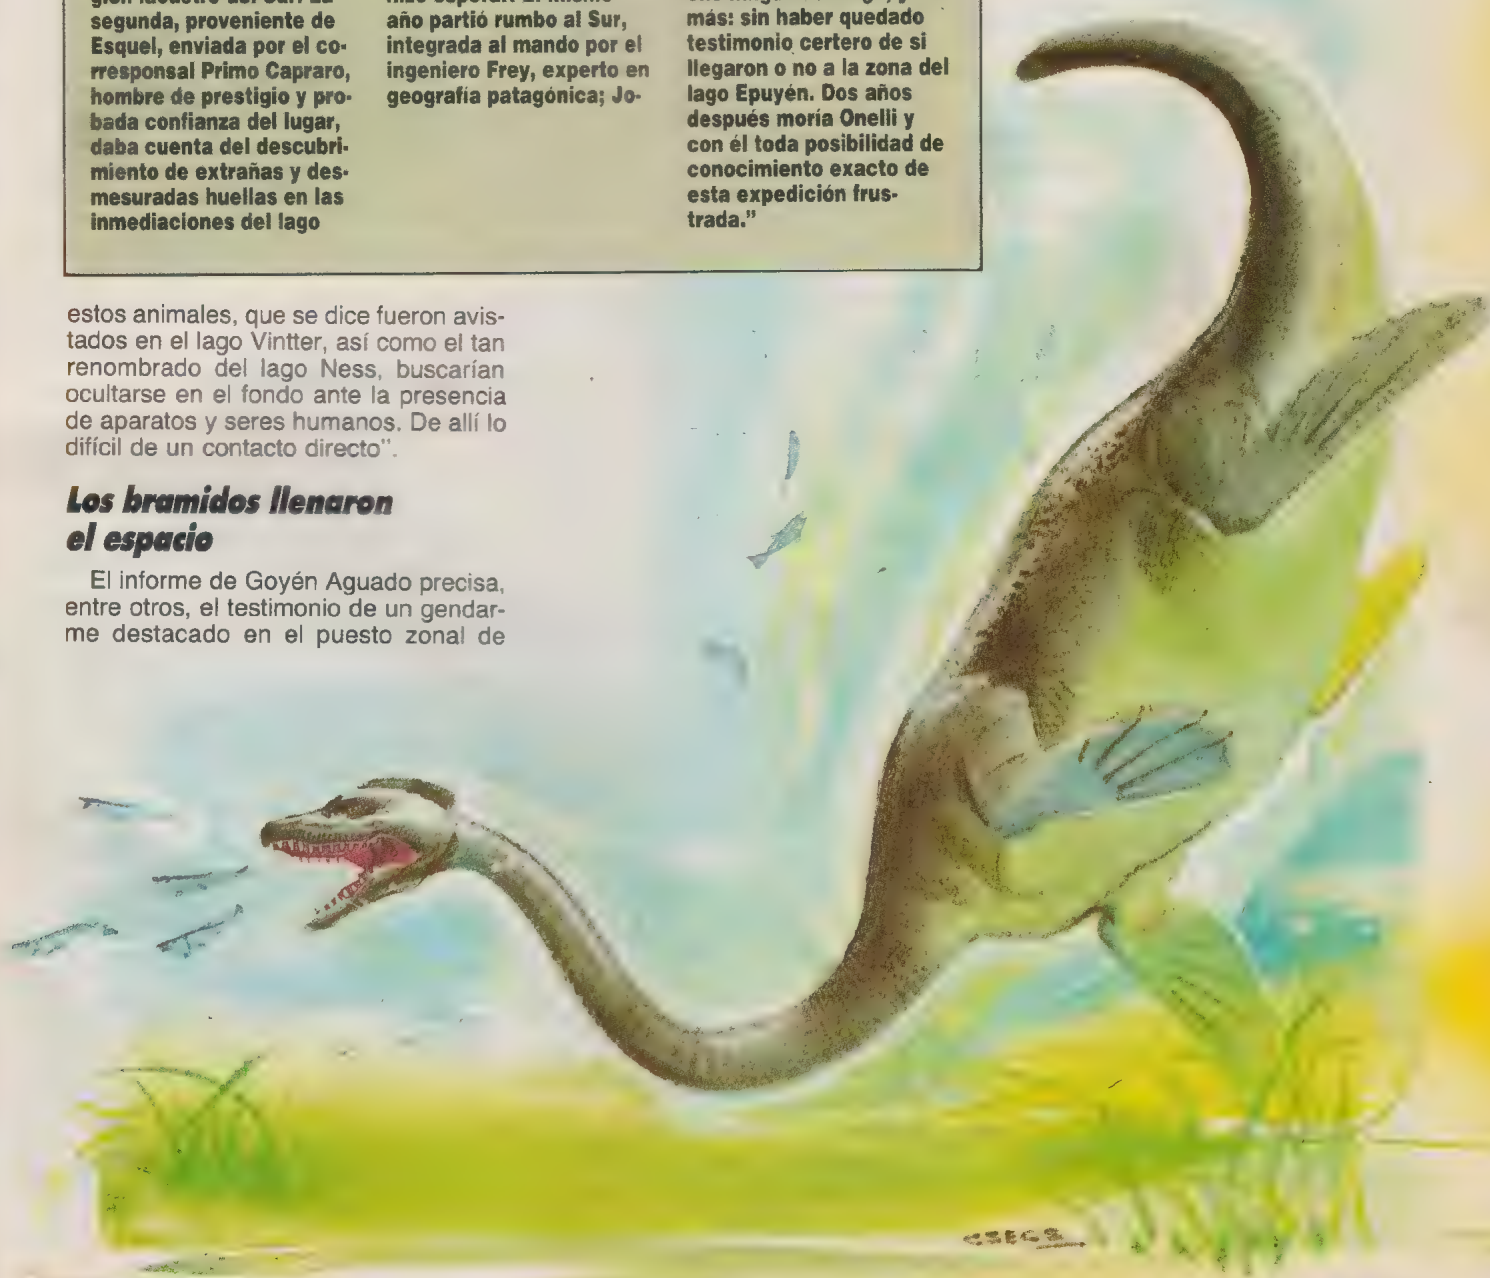 segunda, proveniente de
Esquel, enviada por el co-
rresponsal Primo Capraro,
hombre de prestigio y pro-
bada confianza del lugar,
daba cuenta del descubri-
miento de extrañas y des-
mesuradas huellas en las
inmediaciones del lago
año partió rumbo al Sur,
integrada al mando por el
ingeniero Frey, experto en
geografía patagónica; Jo-
más: sin haber quedado
testimonio certero de si
llegaron o no a la zona del
lago Epuyén. Dos años
después moría Onelli y
con él toda posibilidad de
conocimiento exacto de
esta expedición frus-
trada."
estos animales, que se dice fueron avis-
tados en el lago Vintter, así como el tan
renombrado del lago Ness, buscarían
ocultarse en el fondo ante la presencia
de aparatos y seres humanos. De allí lo
difícil de un contacto directo".
Los bramidos llenaron
el espacio
El informe de Goyén Aguado precisa,
entre otros, el testimonio de un gendar-
me destacado en el puesto zonal de